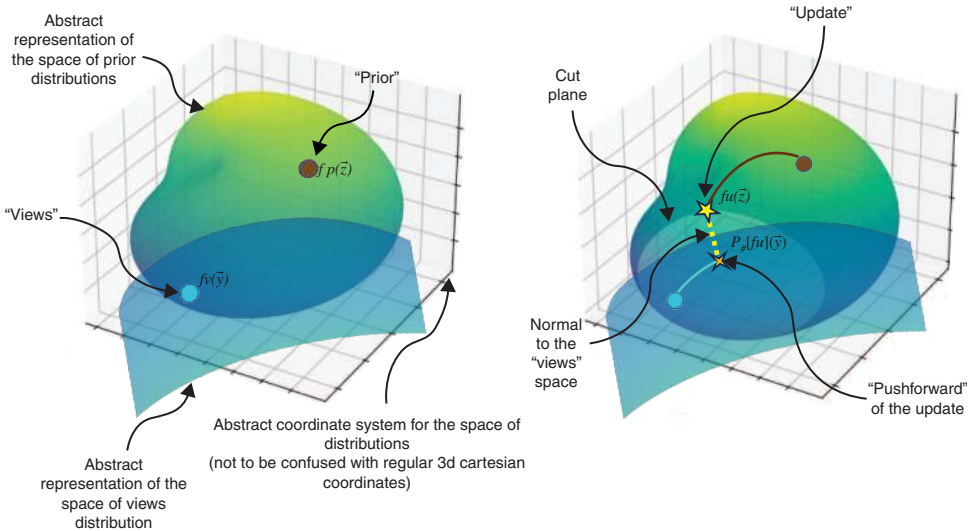 Abstract
representation of
the space of prior
distributions
"Prior"
f p(z⃗)
"Views"
fv(y⃗)
Abstract
representation of the
space of views
distribution
Abstract coordinate system for the space of
distributions
(not to be confused with regular 3d cartesian
coordinates)
"Update"
Cut
plane
fu(z⃗)
P#[fu](y⃗)
Normal
to the
"views"
space
"Pushforward"
of the update